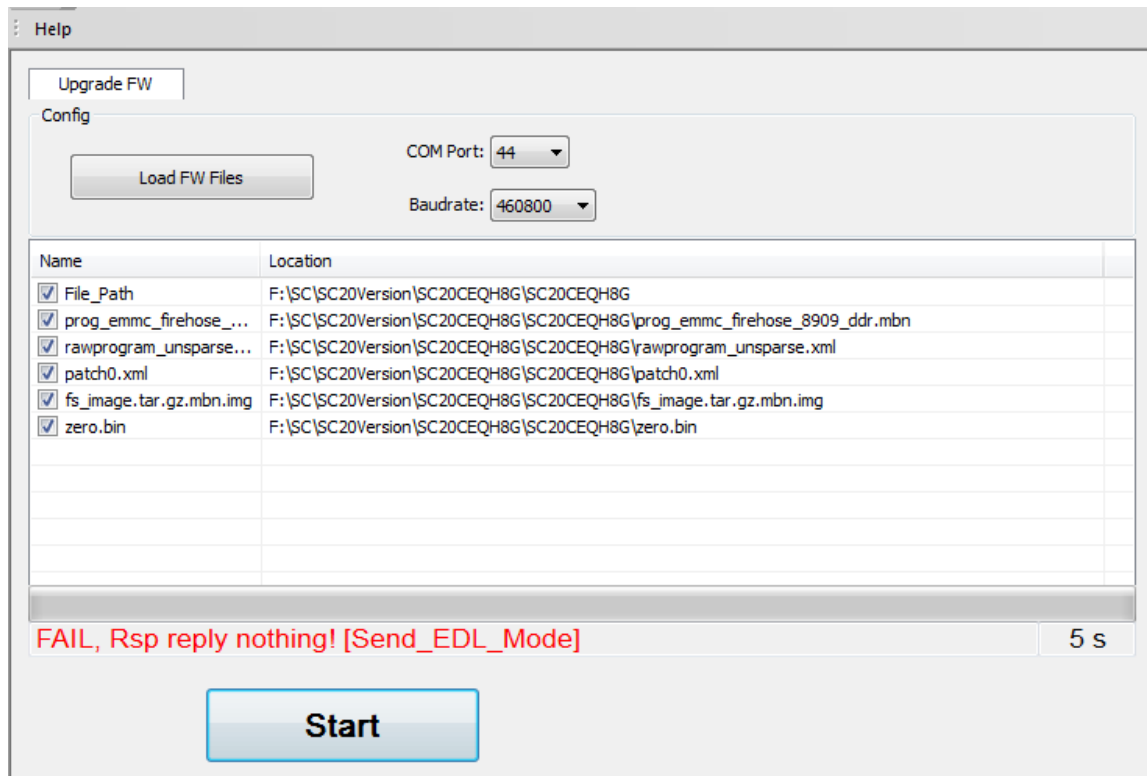 Help
Upgrade FW
Config
Load FW Files
COM Port: 44
Baudrate: 460800
Name Location
File_Path F:\SC\SC20Version\SC20CEQH8G\SC20CEQH8G
prog_emmc_firehose_... F:\SC\SC20Version\SC20CEQH8G\SC20CEQH8G\prog_emmc_firehose_8909_ddr.mbn
rawprogram_unsparse... F:\SC\SC20Version\SC20CEQH8G\SC20CEQH8G\rawprogram_unsparse.xml
patch0.xml F:\SC\SC20Version\SC20CEQH8G\SC20CEQH8G\patch0.xml
fs_image.tar.gz.mbn.img F:\SC\SC20Version\SC20CEQH8G\SC20CEQH8G\fs_image.tar.gz.mbn.img
zero.bin F:\SC\SC20Version\SC20CEQH8G\SC20CEQH8G\zero.bin
FAIL, Rsp reply nothing! [Send_EDL_Mode] 5 s
Start